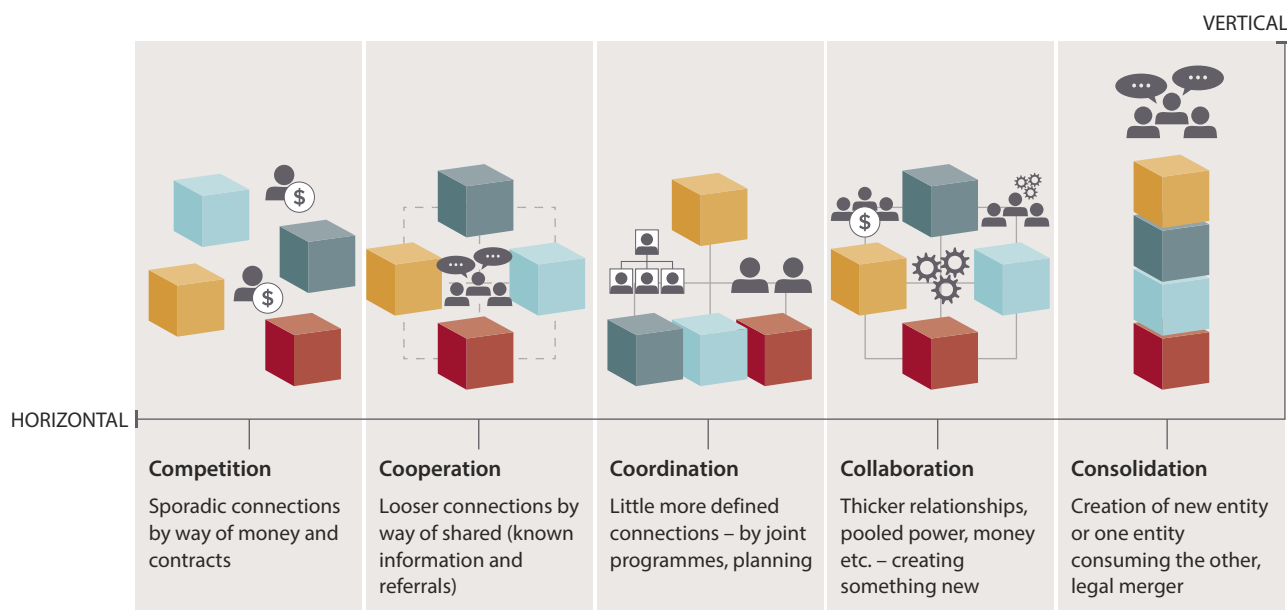 VERTICAL
$
$
$
HORIZONTAL
Competition
Sporadic connections
by way of money and
contracts
Cooperation
Looser connections by
way of shared (known
information and
referrals)
Coordination
Little more defined
connections – by joint
programmes, planning
Collaboration
Thicker relationships,
pooled power, money
etc. – creating
something new
Consolidation
Creation of new entity
or one entity
consuming the other,
legal merger